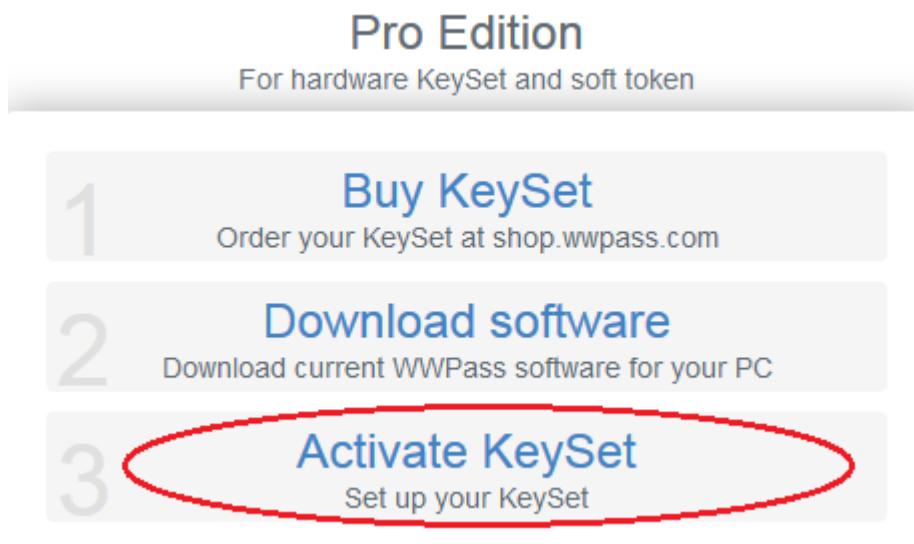 Pro Edition
For hardware KeySet and soft token
1
Buy KeySet
Order your KeySet at shop.wwpass.com
2
Download software
Download current WWPass software for your PC
3
Activate KeySet
Set up your KeySet